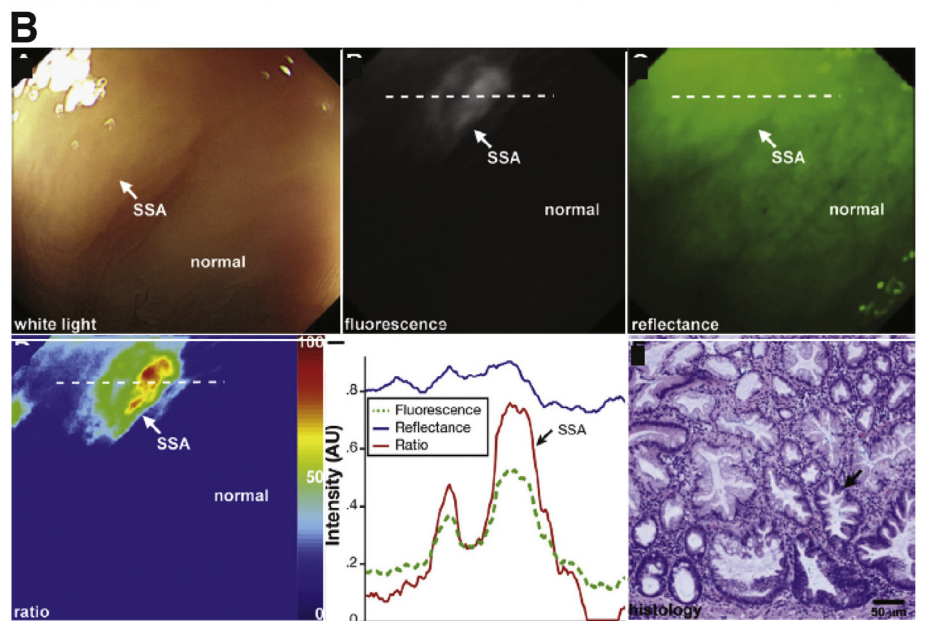 B
SSA
normal
white light
SSA
normal
fluorescence
SSA
normal
reflectance
SSA
normal
ratio
100
50
0
Intensity (AU)
.8
.6
.4
.2
0
Fluorescence
Reflectance
Ratio
SSA
histology
50 µm